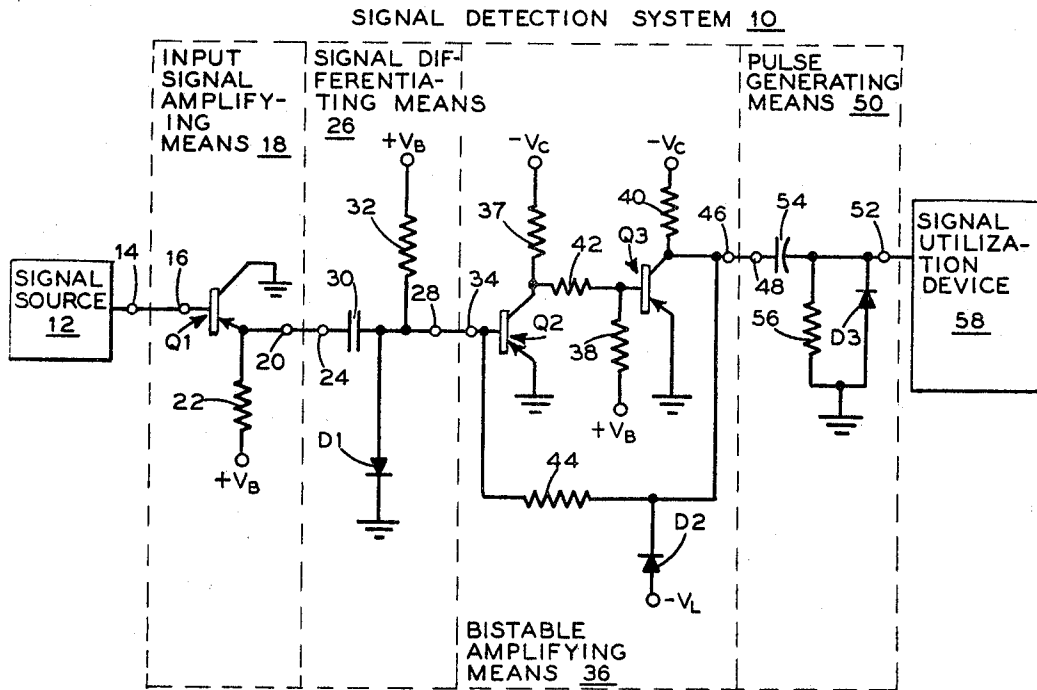 SIGNAL DETECTION SYSTEM 10
INPUT
SIGNAL
AMPLIFY-
ING
MEANS 18
SIGNAL DIF-
FERENTIA-
TING MEANS
26
PULSE
GENERATING
MEANS 50
+VB
-VC
-VC
32
37
40
46
54
52
42
Q3
SIGNAL
SOURCE
12
14
16
30
28
34
48
SIGNAL
UTILIZA-
TION
DEVICE
58
Q1
20
24
Q2
38
56
D3
22
+VB
D1
+VB
44
D2
-VL
BISTABLE
AMPLIFYING
MEANS 36